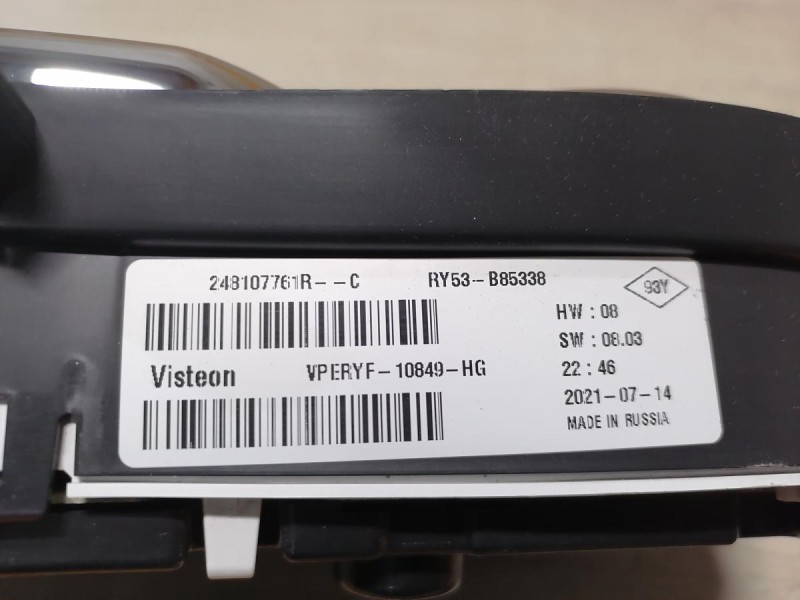 248107761R--C RY53-B85338
93Y
HW : 08
SW : 08.03
Visteon VPERYF-10849-HG
22 : 46
2021-07-14
MADE IN RUSSIA